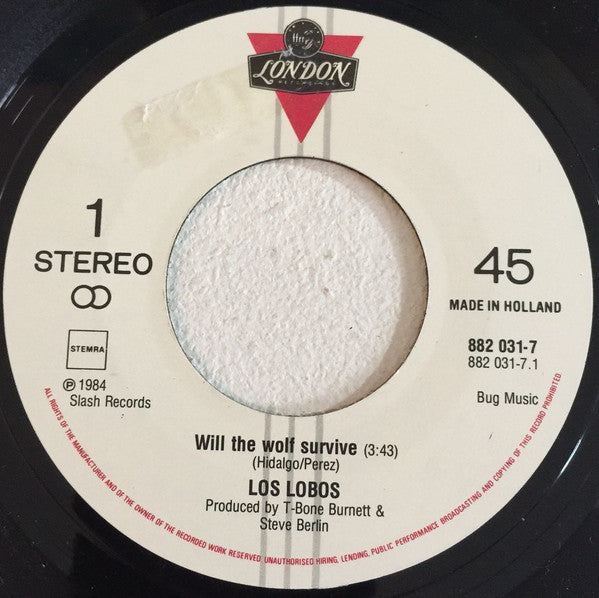 LONDON
RECORDINGS
1
STEREO
45
MADE IN HOLLAND
STEMRA
882 031-7
882 031-7.1
℗ 1984
Slash Records
Bug Music
Will the wolf survive (3:43)
(Hidalgo/Perez)
LOS LOBOS
Produced by T-Bone Burnett &
Steve Berlin
ALL RIGHTS OF THE MANUFACTURER AND OF THE OWNER OF THE RECORDED WORK RESERVED. UNAUTHORISED HIRING, LENDING, PUBLIC PERFORMANCE BROADCASTING AND COPYING OF THIS RECORD PROHIBITED